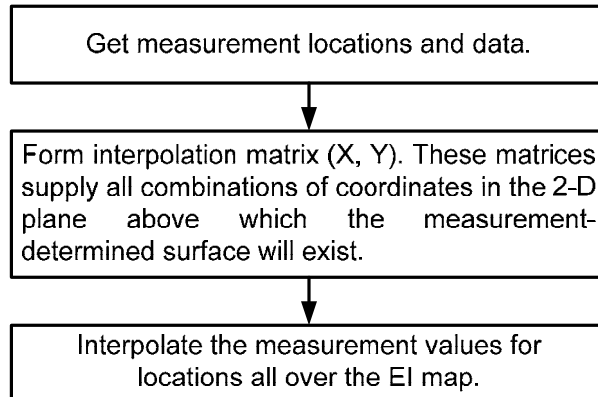 Get measurement locations and data.
Form interpolation matrix (X, Y). These matrices
supply all combinations of coordinates in the 2-D
plane above which the measurement-
determined surface will exist.
Interpolate the measurement values for
locations all over the EI map.